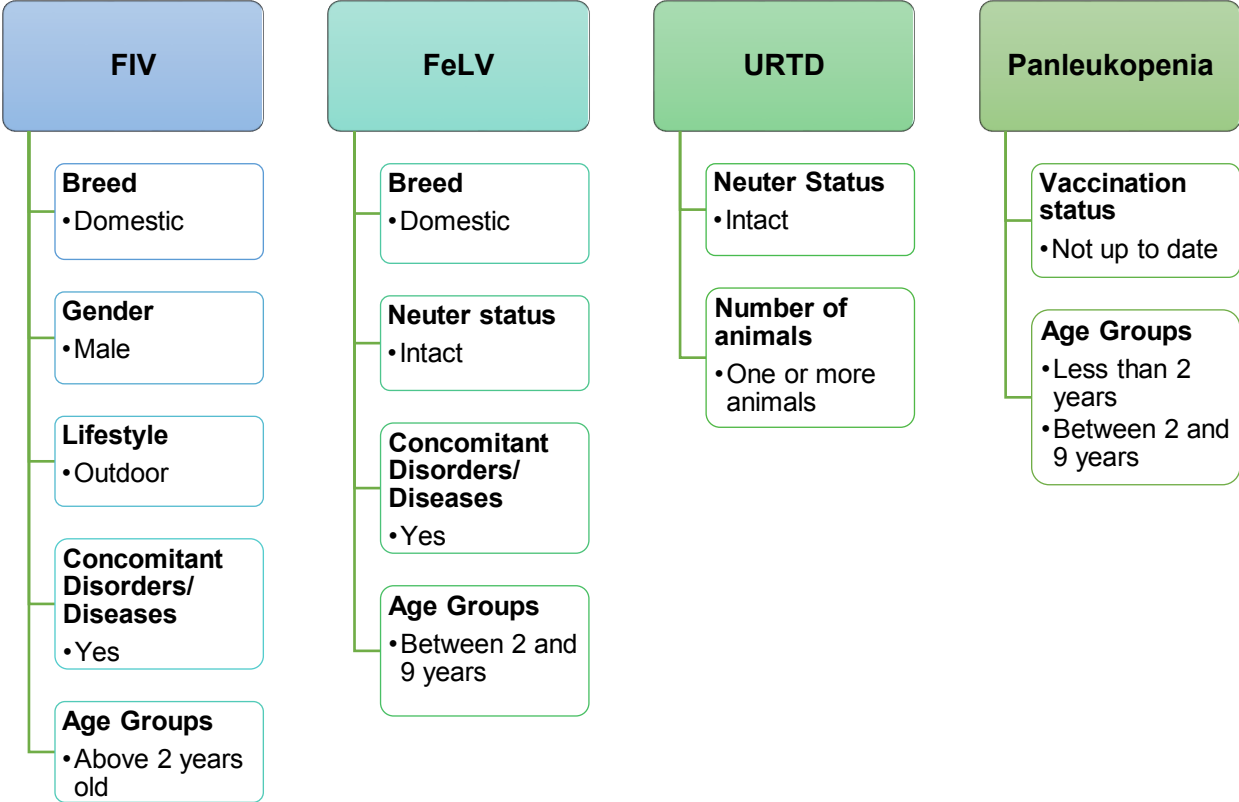 FIV
Breed
•Domestic
Gender
•Male
Lifestyle
•Outdoor
Concomitant
Disorders/
Diseases
•Yes
Age Groups
•Above 2 years
old
FeLV
Breed
•Domestic
Neuter status
•Intact
Concomitant
Disorders/
Diseases
•Yes
Age Groups
•Between 2 and
9 years
URTD
Neuter Status
•Intact
Number of
animals
•One or more
animals
Panleukopenia
Vaccination
status
•Not up to date
Age Groups
•Less than 2
years
•Between 2 and
9 years